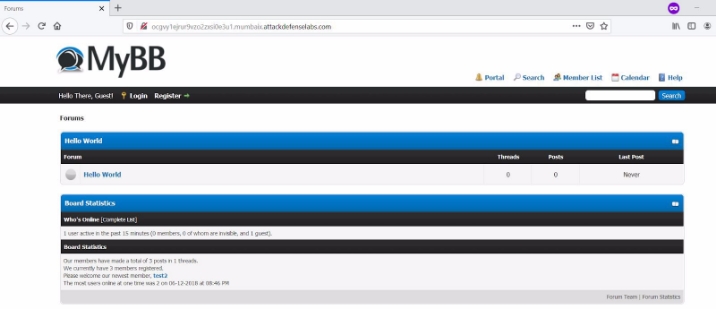 Forums
attackdefenselabs.com
MyBB
Portal Search Member List Calendar Help
Hello There, Guest! Login Register
Search
Forums
Hello World
Forum Threads Posts Last Post
Hello World 0 0 Never
Board Statistics
Who's Online [Complete List]
1 user active in the past 15 minutes (0 members, 0 of whom are invisible, and 1 guest).
Board Statistics
Our members have made a total of 3 posts in 1 threads.
We currently have 3 members registered.
Please welcome our newest member, test2
The most users online at one time was 2 on 06-12-2018 at 08:46 PM
Forum Team | Forum Statistics